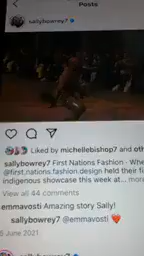 Posts
sallybowrey7
Liked by michellebishop7 and oth
sallybowrey7 First Nations Fashion - Whe
@first.nations.fashion.design held their fi
indigenous showcase this week at... more
View all 44 comments
emmavosti Amazing story Sally!
sallybowrey7 @emmavosti ❤️
5 June 2021